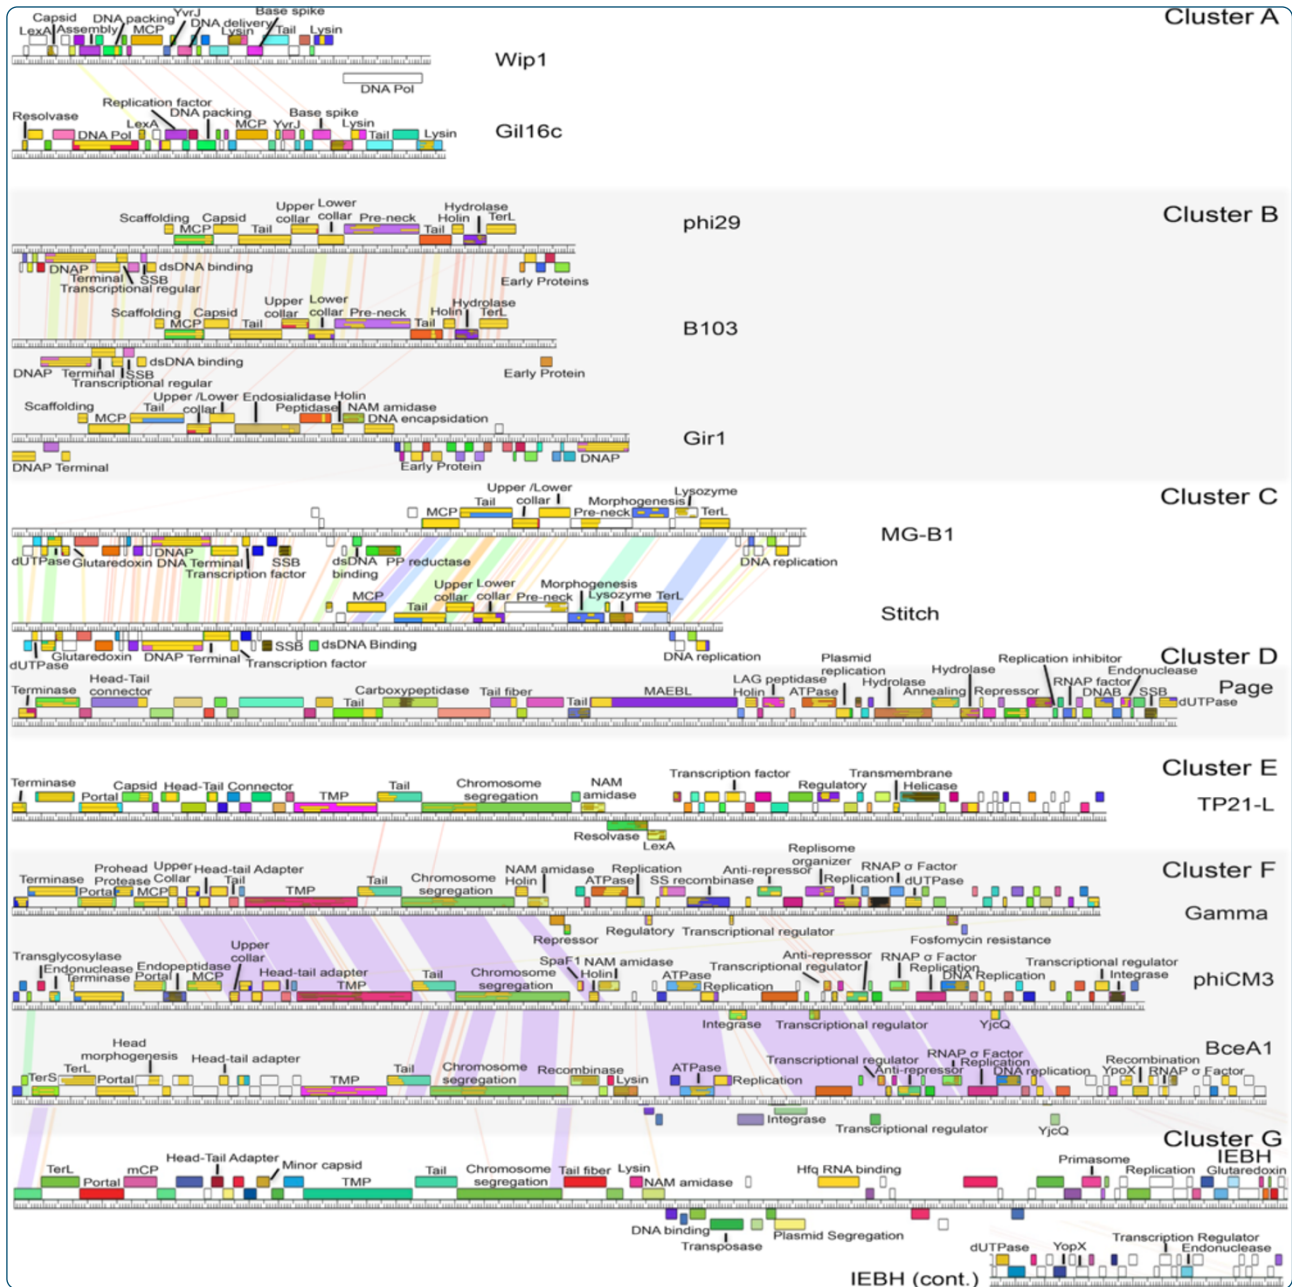 Cluster A
Capsid DNA packing YvrJ Base spike
LexA Assembly MCP DNA delivery Lysin Tail Lysin
Wip1
DNA Pol
Replication factor
Resolvase LexA DNA packing MCP YvrJ Base spike Lysin
DNA Pol Tail Lysin
Gil16c
Cluster B
Scaffolding Capsid Upper collar Lower collar Pre-neck Hydrolase Holin TerL
MCP Tail Tail
phi29
DNAP Terminal SSB dsDNA binding
Transcriptional regular
Early Proteins
Scaffolding Capsid Upper collar Lower collar Pre-neck Holin Hydrolase TerL
MCP Tail Tail
B103
DNAP Terminal SSB dsDNA binding
Transcriptional regular
Early Protein
Scaffolding Tail Upper /Lower collar Endosialidase Holin
MCP Peptidase NAM amidase
DNA encapsidation
Gir1
DNAP Terminal Early Protein DNAP
Cluster C
Upper /Lower collar Lysozyme
MCP Tail Pre-neck Morphogenesis TerL
MG-B1
dUTPase Glutaredoxin DNAP DNA Terminal SSB dsDNA binding PP reductase DNA replication
Transcription factor
MCP Tail Upper collar Lower collar Pre-neck Morphogenesis Lysozyme TerL
Stitch
dUTPase Glutaredoxin DNAP Terminal SSB dsDNA Binding DNA replication
Transcription factor
Cluster D
Terminase Head-Tail connector Carboxypeptidase Tail fiber MAEBL LAG peptidase Plasmid replication Hydrolase Replication inhibitor Endonuclease
Tail Tail Holin ATPase Hydrolase Annealing Repressor RNAP factor DNAB SSB dUTPase
Page
Cluster E
Terminase Capsid Head-Tail Connector Tail Chromosome segregation NAM amidase Transcription factor Transmembrane
Portal TMP Regulatory Helicase
TP21-L
Resolvase LexA
Cluster F
Terminase Prohead Protease Upper Collar Head-tail Adapter Tail Chromosome segregation NAM amidase Replication Anti-repressor Replisome organizer RNAP σ Factor
Portal MCP Tail TMP Holin ATPase SS recombinase Replication dUTPase
Gamma
Repressor Regulatory Transcriptional regulator Fosfomycin resistance
Transglycosylase Endopeptidase Upper collar SpaF1 NAM amidase Anti-repressor RNAP σ Factor Transcriptional regulator
Endonuclease Terminase Portal MCP Head-tail adapter TMP Tail Chromosome segregation Holin ATPase Replication Transcriptional regulator Replication DNA Replication Integrase
phiCM3
Integrase Transcriptional regulator YjcQ
BceA1
Head morphogenesis Head-tail adapter Tail Chromosome segregation Recombinase ATPase Transcriptional regulator RNAP σ Factor Replication Recombination
TerS TerL Portal TMP Lysin Replication Anti-repressor DNA replication YpoX RNAP σ Factor
Integrase Transcriptional regulator YjcQ
Cluster G
IEBH
TerL mCP Head-Tail Adapter Minor capsid Tail Chromosome segregation Tail fiber Lysin Hfq RNA binding Primasome Replication Glutaredoxin
Portal TMP NAM amidase
DNA binding Transposase Plasmid Segregation
dUTPase YopX Transcription Regulator
Endonuclease
IEBH (cont.)